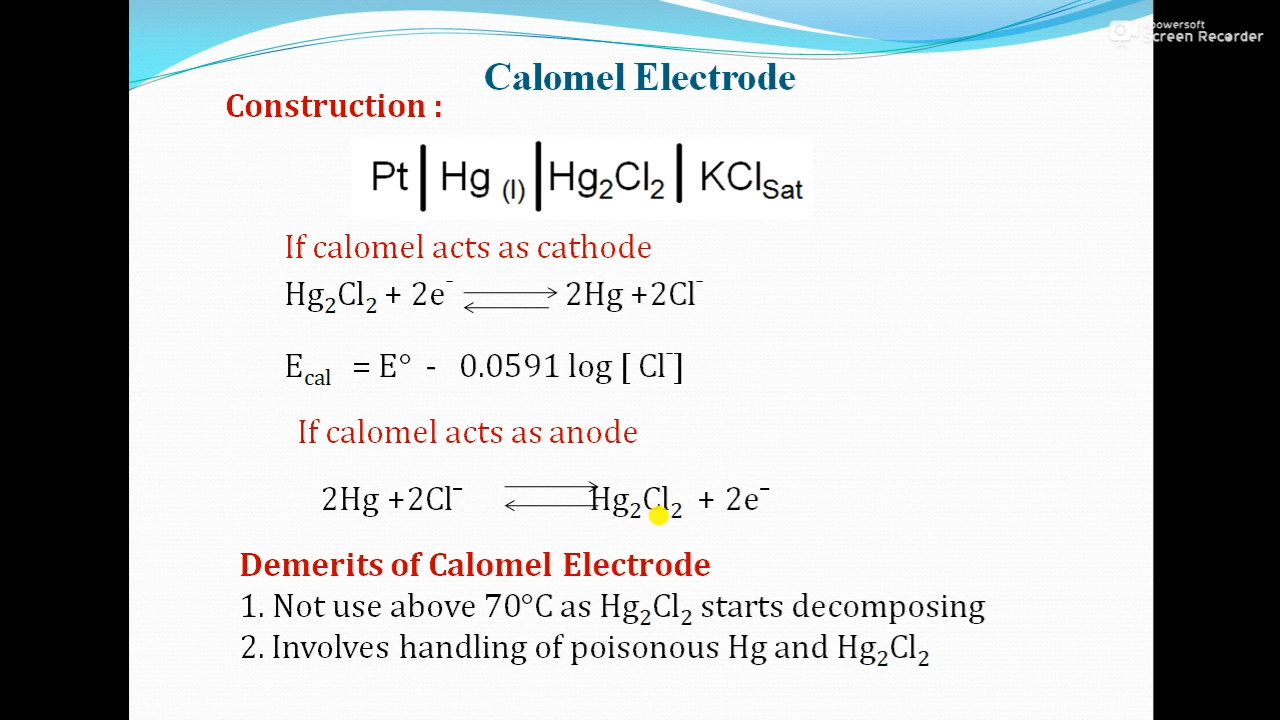 apowersoft
Screen Recorder
Calomel Electrode
Construction :
Pt | Hg (l) | Hg₂Cl₂ | KClSat
If calomel acts as cathode
Hg₂Cl₂ + 2e⁻ ⇌ 2Hg +2Cl⁻
Ecal = E° - 0.0591 log [ Cl⁻]
If calomel acts as anode
2Hg +2Cl⁻ ⇌ Hg₂Cl₂ + 2e⁻
Demerits of Calomel Electrode
1. Not use above 70°C as Hg₂Cl₂ starts decomposing
2. Involves handling of poisonous Hg and Hg₂Cl₂